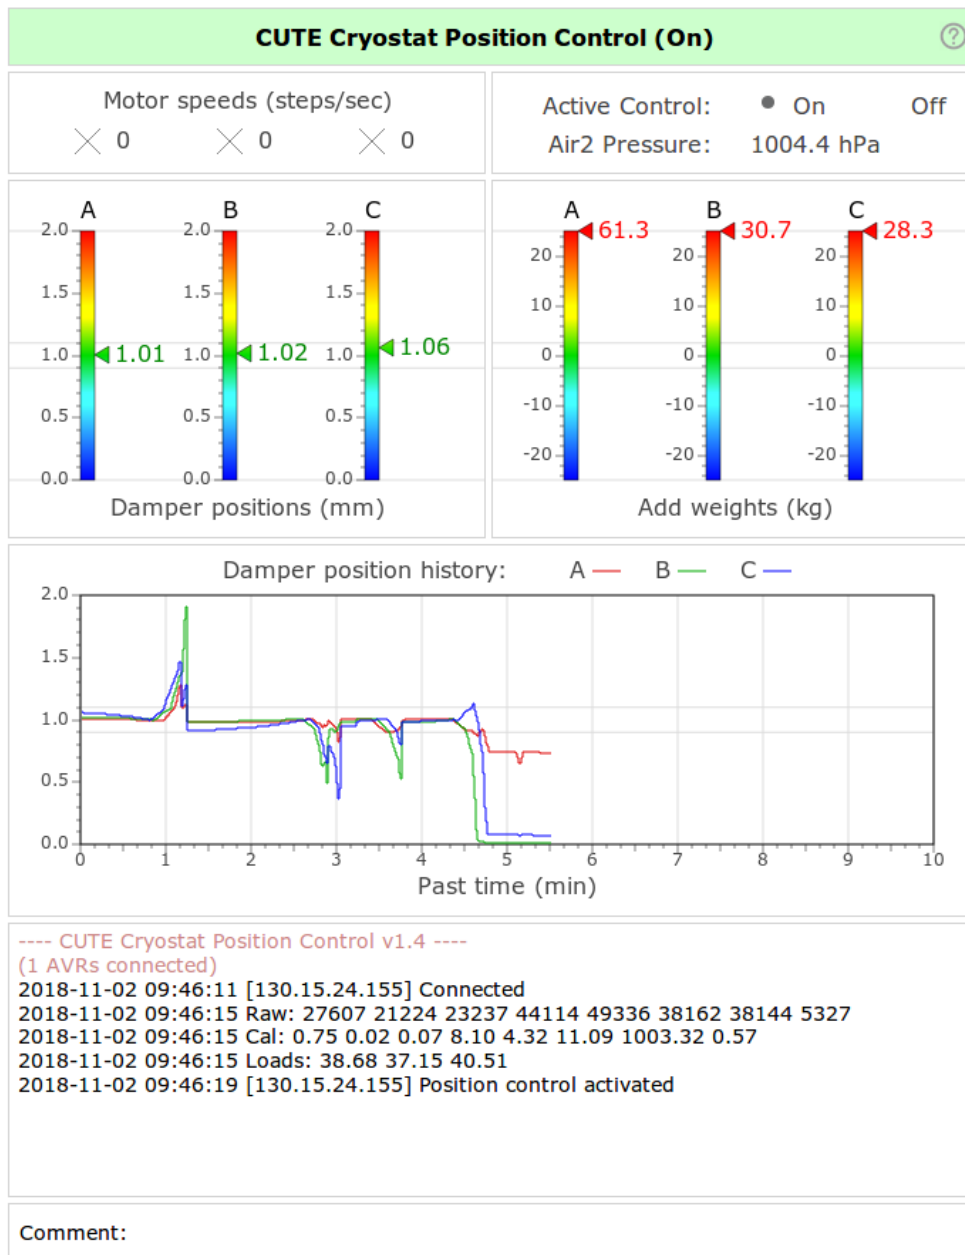 CUTE Cryostat Position Control (On) ?
Motor speeds (steps/sec)
0 0 0
Active Control: On Off
Air2 Pressure: 1004.4 hPa
A B C
2.0 2.0 2.0
1.5 1.5 1.5
1.0 1.01 1.0 1.02 1.0 1.06
0.5 0.5 0.5
0.0 0.0 0.0
Damper positions (mm)
A B C
61.3 30.7 28.3
20 20 20
10 10 10
0 0 0
-10 -10 -10
-20 -20 -20
Add weights (kg)
Damper position history: A B C
2.0
1.5
1.0
0.5
0.0
0 1 2 3 4 5 6 7 8 9 10
Past time (min)
---- CUTE Cryostat Position Control v1.4 ----
(1 AVRs connected)
2018-11-02 09:46:11 [130.15.24.155] Connected
2018-11-02 09:46:15 Raw: 27607 21224 23237 44114 49336 38162 38144 5327
2018-11-02 09:46:15 Cal: 0.75 0.02 0.07 8.10 4.32 11.09 1003.32 0.57
2018-11-02 09:46:15 Loads: 38.68 37.15 40.51
2018-11-02 09:46:19 [130.15.24.155] Position control activated
Comment: